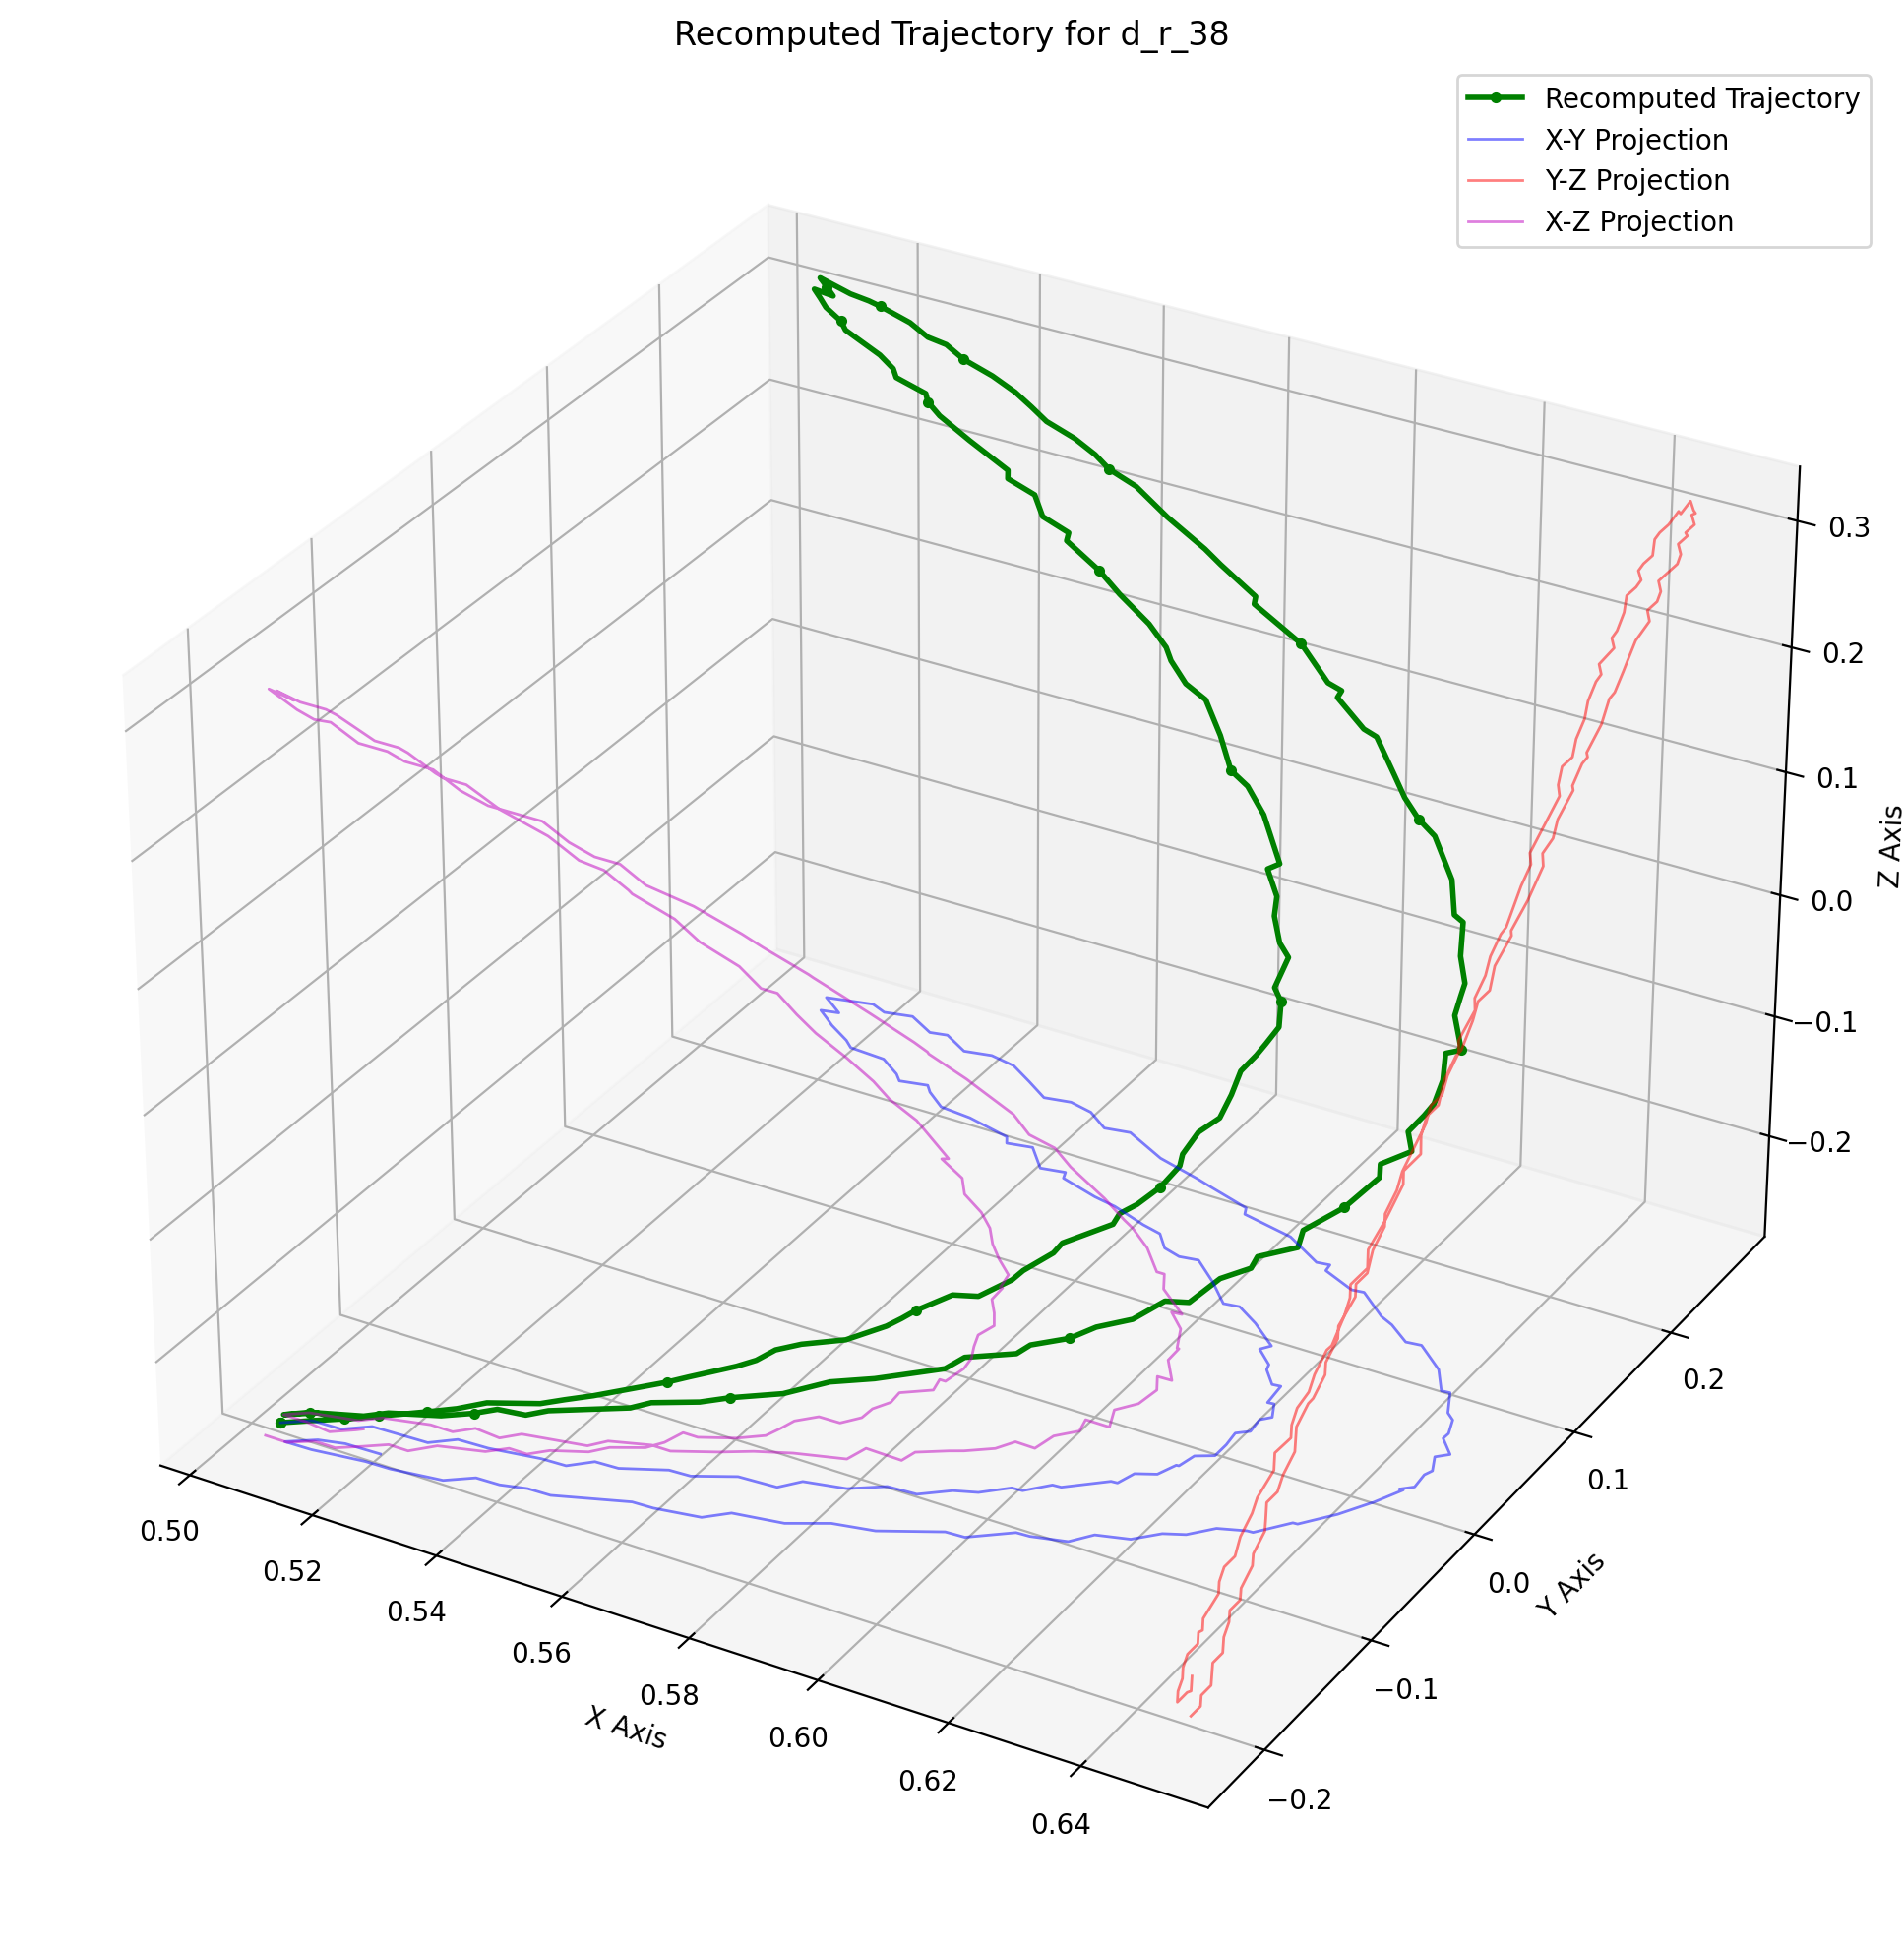 Recomputed Trajectory for d_r_38
Recomputed Trajectory
X-Y Projection
Y-Z Projection
X-Z Projection
0.3
0.2
0.1
0.0
−0.1
−0.2
Z Axis
0.2
0.1
0.0
−0.1
−0.2
Y Axis
0.50
0.52
0.54
0.56
0.58
0.60
0.62
0.64
X Axis